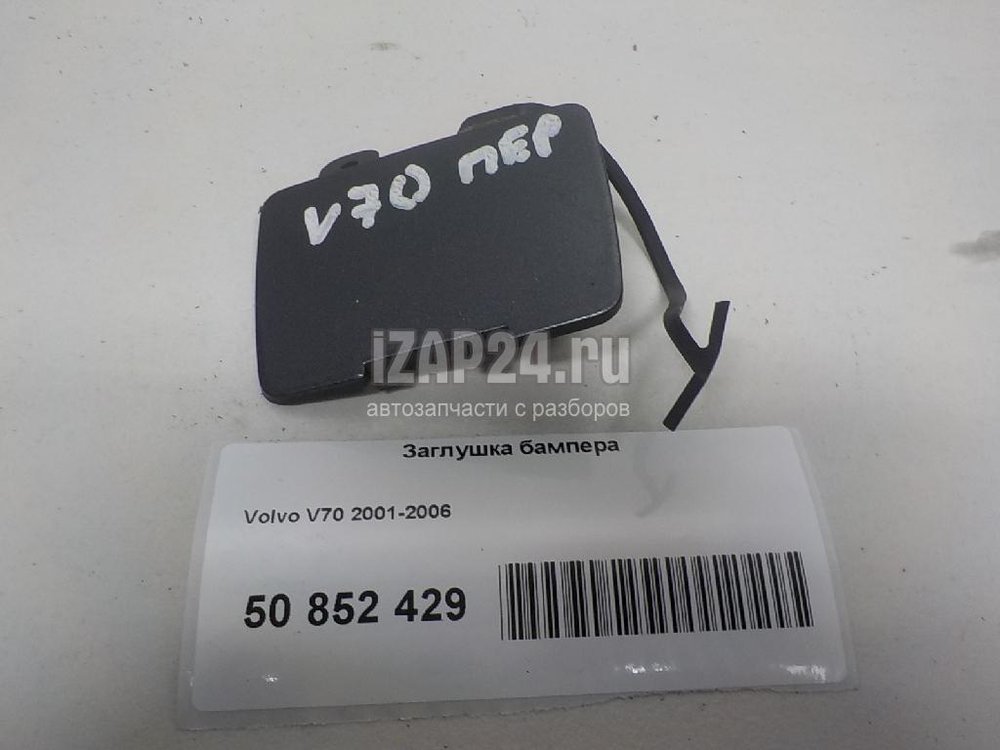 V70 ПЕР
iZAP24.ru
автозапчасти с разборов
Заглушка бампера
Volvo V70 2001-2006
50 852 429